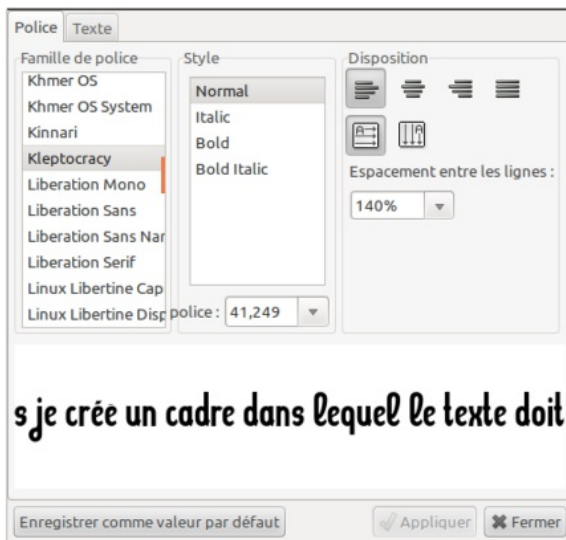 Police Texte
Famille de police
Khmer OS
Khmer OS System
Kinnari
Kleptocracy
Liberation Mono
Liberation Sans
Liberation Sans Nar
Liberation Serif
Linux Libertine Cap
Linux Libertine Disp
Style
Normal
Italic
Bold
Bold Italic
police : 41,249
Disposition
Espacement entre les lignes :
140%
s je crée un cadre dans lequel le texte doit
Enregistrer comme valeur par défaut Appliquer Fermer